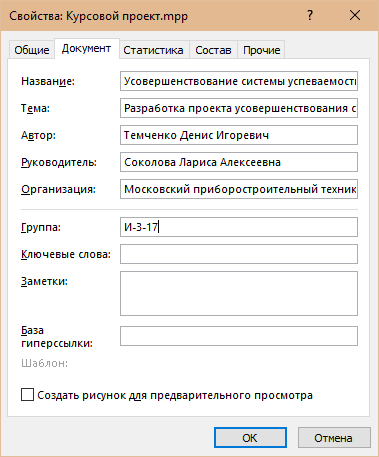 Свойства: Курсовой проект.mpp
Общие Документ Статистика Состав Прочие
Название: Усовершенствование системы успеваемост
Тема: Разработка проекта усовершенствования с
Автор: Темченко Денис Игоревич
Руководитель: Соколова Лариса Алексеевна
Организация: Московский приборостроительный техник
Группа: И-3-17
Ключевые слова:
Заметки:
База
гиперссылки:
Шаблон:
Создать рисунок для предварительного просмотра
ОК Отмена